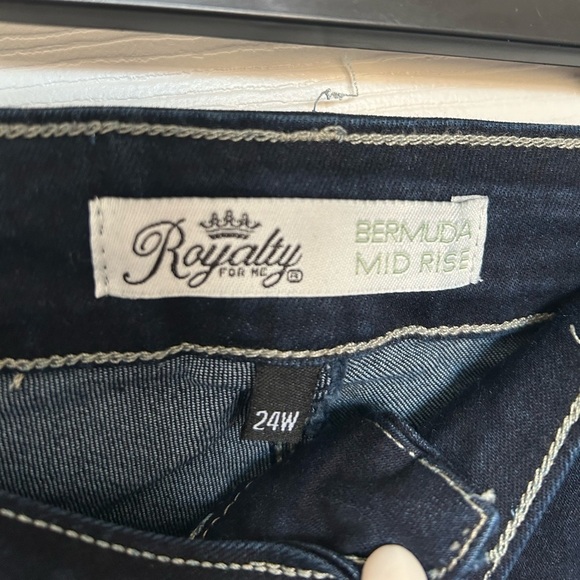 Royalty
FOR ME ®
BERMUDA
MID RISE
24W